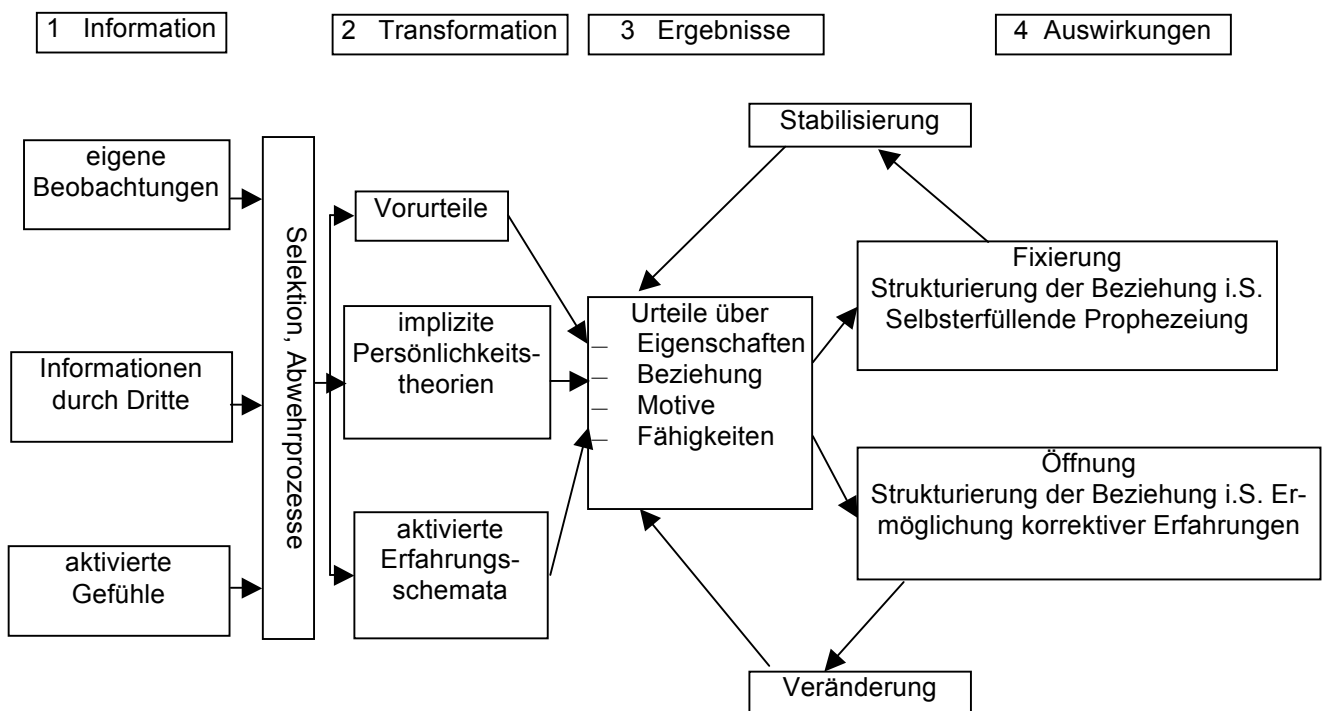 1 Information
2 Transformation
3 Ergebnisse
4 Auswirkungen
eigene
Beobachtungen
Informationen
durch Dritte
aktivierte
Gefühle
Selektion, Abwehrprozesse
Vorurteile
implizite
Persönlichkeits-
theorien
aktivierte
Erfahrungs-
schemata
Urteile über
– Eigenschaften
– Beziehung
– Motive
– Fähigkeiten
Stabilisierung
Fixierung
Strukturierung der Beziehung i.S.
Selbsterfüllende Prophezeiung
Öffnung
Strukturierung der Beziehung i.S. Er-
möglichung korrektiver Erfahrungen
Veränderung